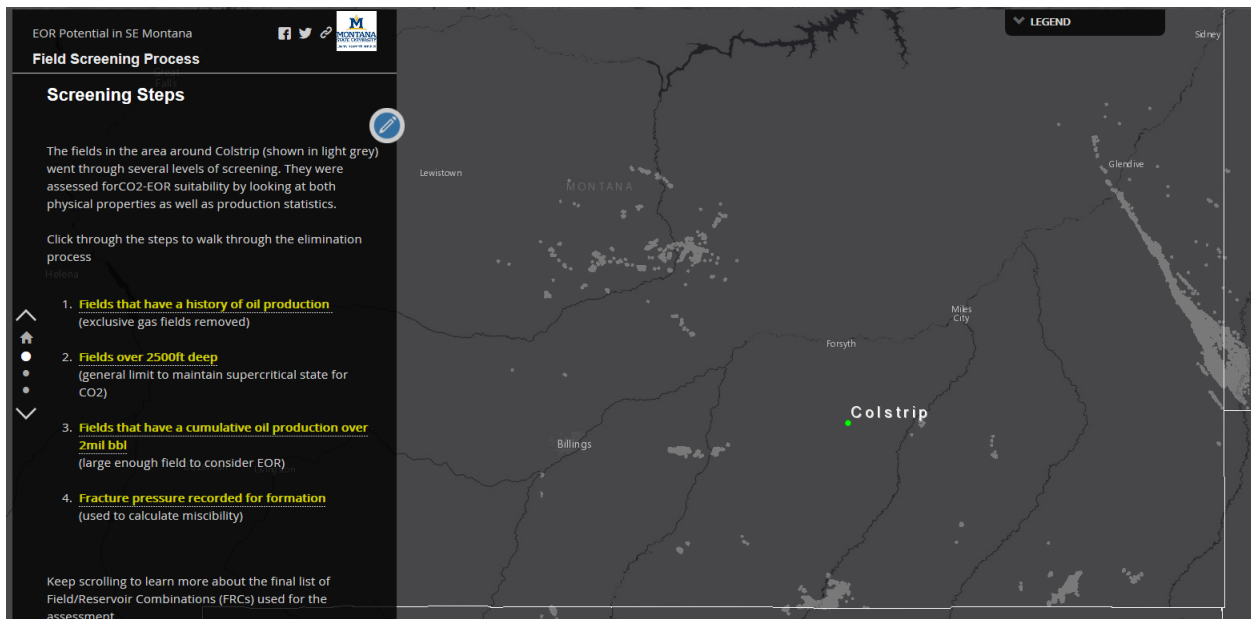 EOR Potential in SE Montana
M
MONTANA
STATE UNIVERSITY
Field Screening Process
Great
Falls
Screening Steps
The fields in the area around Colstrip (shown in light grey)
went through several levels of screening. They were
assessed forCO2-EOR suitability by looking at both
physical properties as well as production statistics.
Click through the steps to walk through the elimination
process
Helena
1. Fields that have a history of oil production
(exclusive gas fields removed)
2. Fields over 2500ft deep
(general limit to maintain supercritical state for
CO2)
3. Fields that have a cumulative oil production over
2mil bbl
(large enough field to consider EOR)
4. Fracture pressure recorded for formation
(used to calculate miscibility)
Keep scrolling to learn more about the final list of
Field/Reservoir Combinations (FRCs) used for the
assessment
LEGEND
Sidney
Glendive
Lewistown
MONTANA
Miles
City
Forsyth
Colstrip
Billings